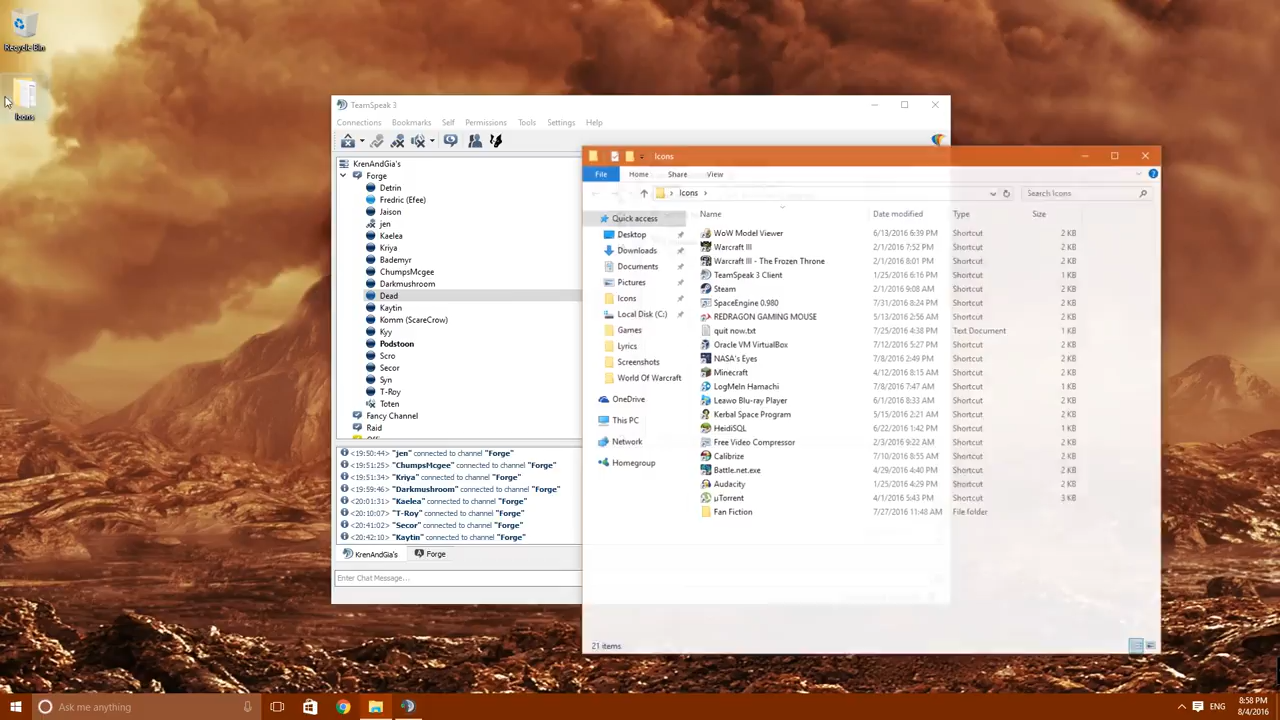 Recycle Bin
Icons
TeamSpeak 3
Connections Bookmarks Self Permissions Tools Settings Help
KrenAndGia's
Forge
Detrin
Fredric (Efee)
Jaison
jen
Kaelea
Kriya
Bademyr
ChumpsMcgee
Darkmushroom
Dead
Kaytin
Komm (ScareCrow)
Kyy
Podstoon
Scro
Secor
Syn
T-Roy
Toten
Fancy Channel
Raid
<19:50:44> "jen" connected to channel "Forge"
<19:51:25> "ChumpsMcgee" connected to channel "Forge"
<19:51:34> "Kriya" connected to channel "Forge"
<19:59:46> "Darkmushroom" connected to channel "Forge"
<20:01:31> "Kaelea" connected to channel "Forge"
<20:10:07> "T-Roy" connected to channel "Forge"
<20:41:02> "Secor" connected to channel "Forge"
<20:42:10> "Kaytin" connected to channel "Forge"
KrenAndGia's Forge
Enter Chat Message...
Icons
File Home Share View
Icons
Search Icons
Quick access
Desktop
Downloads
Documents
Pictures
Icons
Local Disk (C:)
Games
Lyrics
Screenshots
World Of Warcraft
OneDrive
This PC
Network
Homegroup
Name Date modified Type Size
WoW Model Viewer 6/13/2016 6:39 PM Shortcut 2 KB
Warcraft III 2/1/2016 7:52 PM Shortcut 2 KB
Warcraft III - The Frozen Throne 2/1/2016 8:01 PM Shortcut 2 KB
TeamSpeak 3 Client 1/25/2016 6:16 PM Shortcut 1 KB
Steam 2/1/2016 9:08 AM Shortcut 2 KB
SpaceEngine 0.980 7/31/2016 8:24 PM Shortcut 2 KB
REDRAGON GAMING MOUSE 5/13/2016 2:56 AM Shortcut 2 KB
quit now.txt 7/25/2016 4:38 PM Text Document 1 KB
Oracle VM VirtualBox 7/12/2016 5:27 PM Shortcut 2 KB
NASA's Eyes 7/8/2016 2:49 PM Shortcut 2 KB
Minecraft 4/12/2016 8:15 AM Shortcut 2 KB
LogMeIn Hamachi 7/8/2016 7:47 AM Shortcut 1 KB
Leawo Blu-ray Player 6/1/2016 8:33 AM Shortcut 2 KB
Kerbal Space Program 5/15/2016 2:21 AM Shortcut 2 KB
HeidiSQL 6/22/2016 1:42 PM Shortcut 1 KB
Free Video Compressor 2/3/2016 9:22 AM Shortcut 2 KB
Calibrize 7/10/2016 8:55 AM Shortcut 2 KB
Battle.net.exe 4/29/2016 4:40 PM Shortcut 2 KB
Audacity 1/25/2016 4:29 PM Shortcut 2 KB
µTorrent 4/1/2016 5:43 PM Shortcut 3 KB
Fan Fiction 7/27/2016 11:48 AM File folder
21 items
Ask me anything
ENG
8:58 PM
8/4/2016